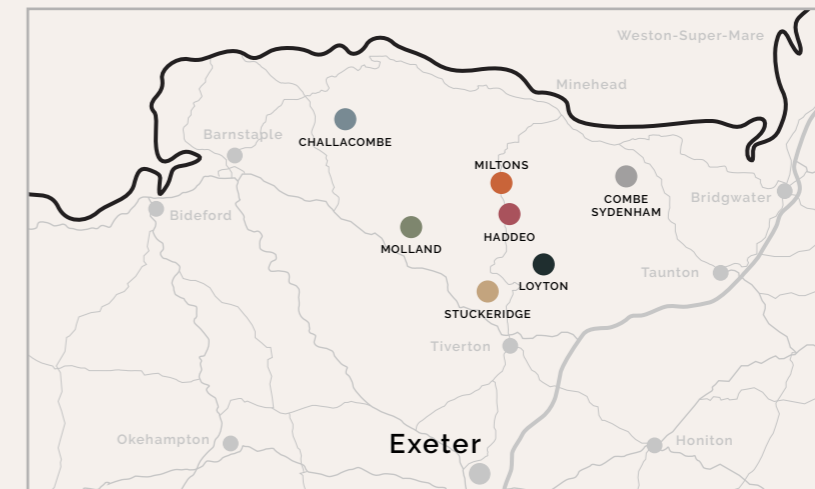 Weston-Super-Mare
Minehead
Barnstaple
CHALLACOMBE
MILTONS
COMBE
SYDENHAM
Bridgwater
Bideford
HADDEO
MOLLAND
Taunton
LOYTON
STUCKERIDGE
Tiverton
Okehampton
Exeter
Honiton